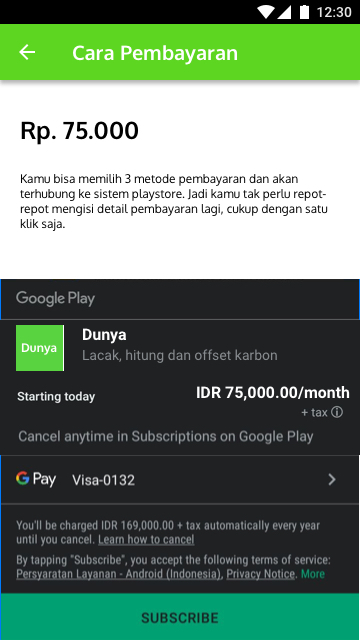 12:30
Cara Pembayaran
Rp. 75.000
Kamu bisa memilih 3 metode pembayaran dan akan
terhubung ke sistem playstore. Jadi kamu tak perlu repot-
repot mengisi detail pembayaran lagi, cukup dengan satu
klik saja.
Google Play
Dunya
Dunya
Lacak, hitung dan offset karbon
Starting today
IDR 75,000.00/month
+ tax ⓘ
Cancel anytime in Subscriptions on Google Play
G Pay Visa-0132
You'll be charged IDR 169,000.00 + tax automatically every year
until you cancel. Learn how to cancel
By tapping "Subscribe", you accept the following terms of service:
Persyaratan Layanan - Android (Indonesia), Privacy Notice. More
SUBSCRIBE